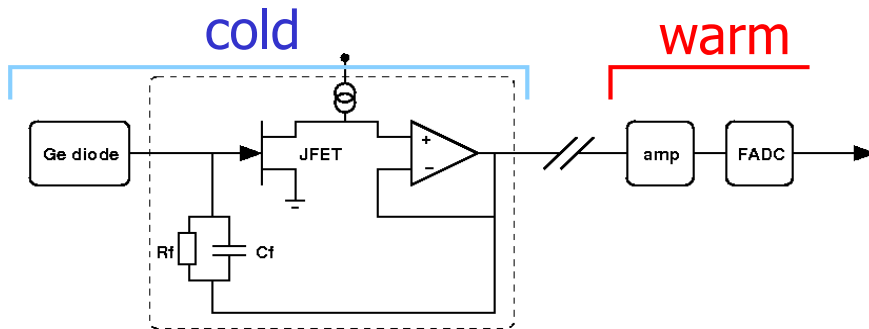 cold
warm
Ge diode
JFET
+
−
amp
FADC
Rf
Cf